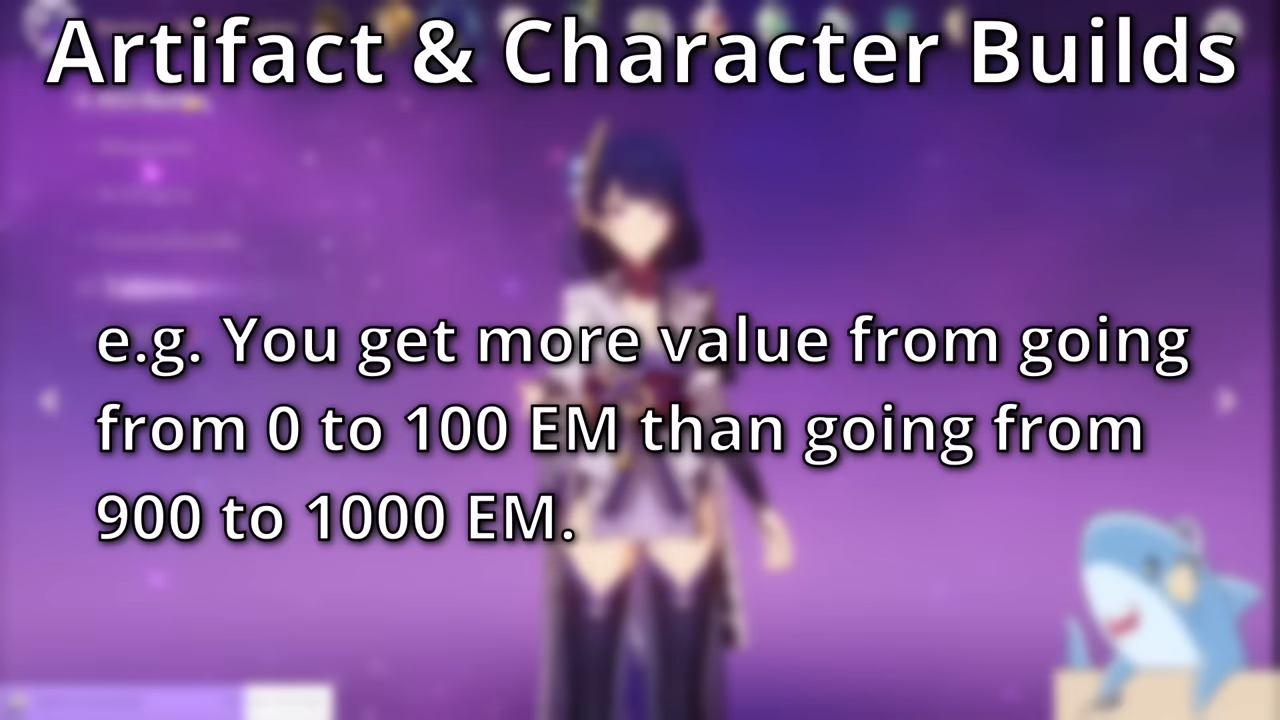 Artifact & Character Builds
e.g. You get more value from going
from 0 to 100 EM than going from
900 to 1000 EM.